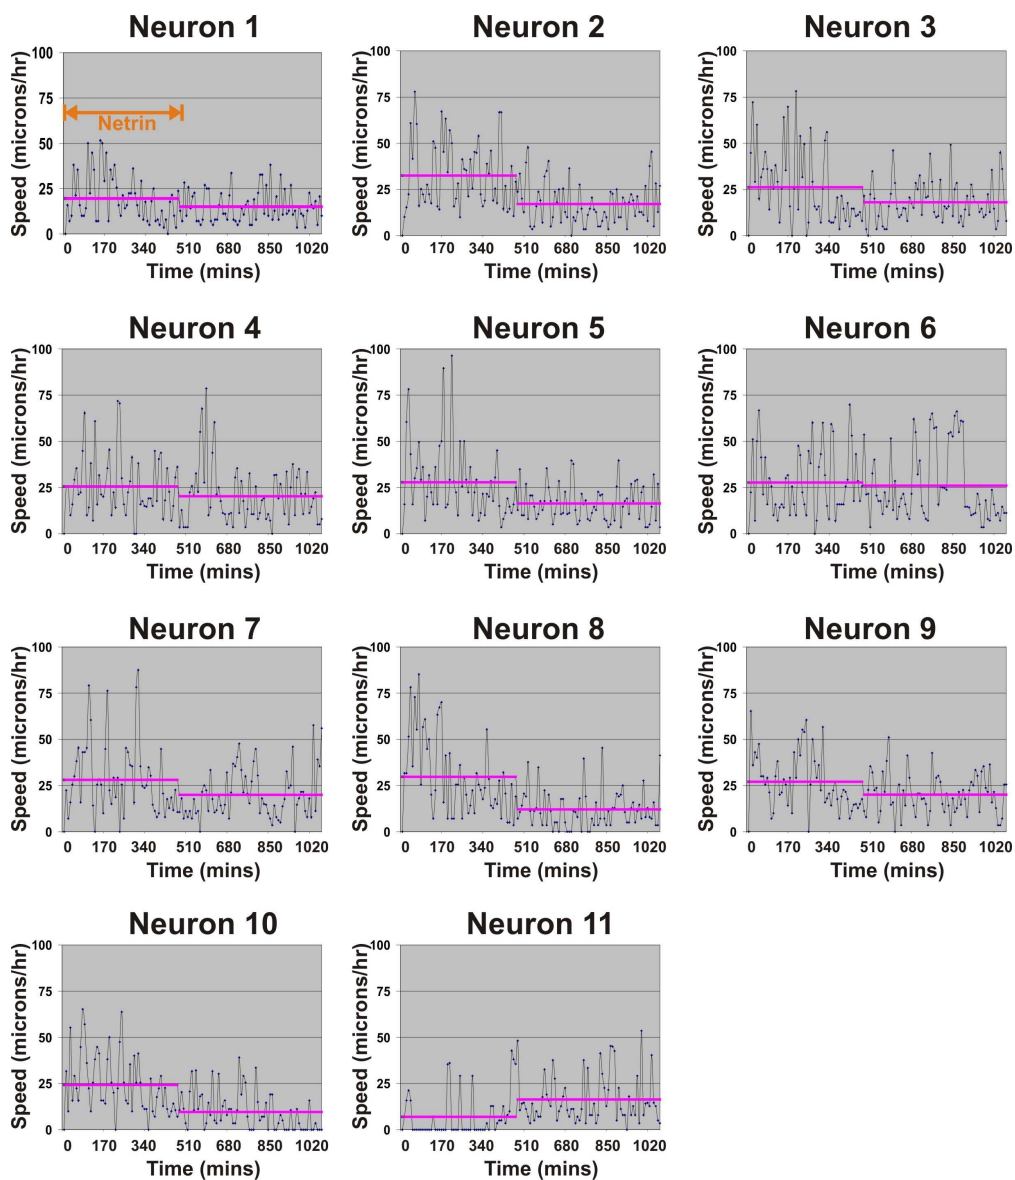 Neuron 1
Speed (microns/hr)
100
75
50
25
0
Netrin
0 170 340 510 680 850 1020
Time (mins)
Neuron 2
Speed (microns/hr)
100
75
50
25
0
0 170 340 510 680 850 1020
Time (mins)
Neuron 3
Speed (microns/hr)
100
75
50
25
0
0 170 340 510 680 850 1020
Time (mins)
Neuron 4
Speed (microns/hr)
100
75
50
25
0
0 170 340 510 680 850 1020
Time (mins)
Neuron 5
Speed (microns/hr)
100
75
50
25
0
0 170 340 510 680 850 1020
Time (mins)
Neuron 6
Speed (microns/hr)
100
75
50
25
0
0 170 340 510 680 850 1020
Time (mins)
Neuron 7
Speed (microns/hr)
100
75
50
25
0
0 170 340 510 680 850 1020
Time (mins)
Neuron 8
Speed (microns/hr)
100
75
50
25
0
0 170 340 510 680 850 1020
Time (mins)
Neuron 9
Speed (microns/hr)
100
75
50
25
0
0 170 340 510 680 850 1020
Time (mins)
Neuron 10
Speed (microns/hr)
100
75
50
25
0
0 170 340 510 680 850 1020
Time (mins)
Neuron 11
Speed (microns/hr)
100
75
50
25
0
0 170 340 510 680 850 1020
Time (mins)